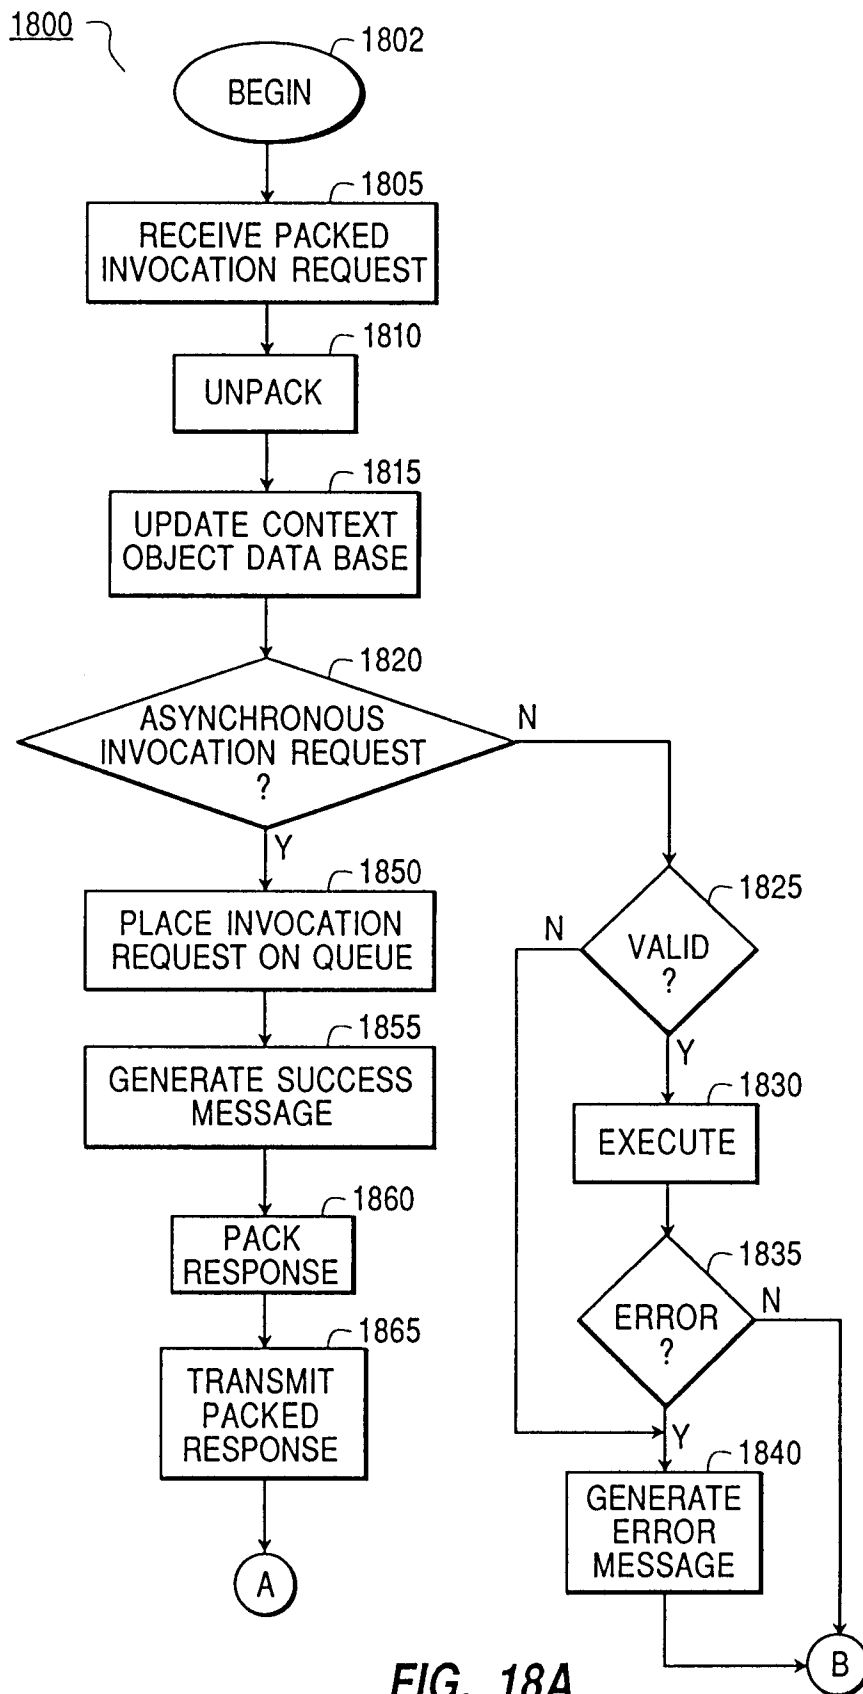 1800
1802
BEGIN
1805
RECEIVE PACKED
INVOCATION REQUEST
1810
UNPACK
1815
UPDATE CONTEXT
OBJECT DATA BASE
1820
ASYNCHRONOUS
INVOCATION REQUEST
?
N
Y
1850
PLACE INVOCATION
REQUEST ON QUEUE
1855
GENERATE SUCCESS
MESSAGE
1860
PACK
RESPONSE
1865
TRANSMIT
PACKED
RESPONSE
A
1825
VALID
?
N
Y
1830
EXECUTE
1835
ERROR
?
N
Y
1840
GENERATE
ERROR
MESSAGE
B
FIG. 18A